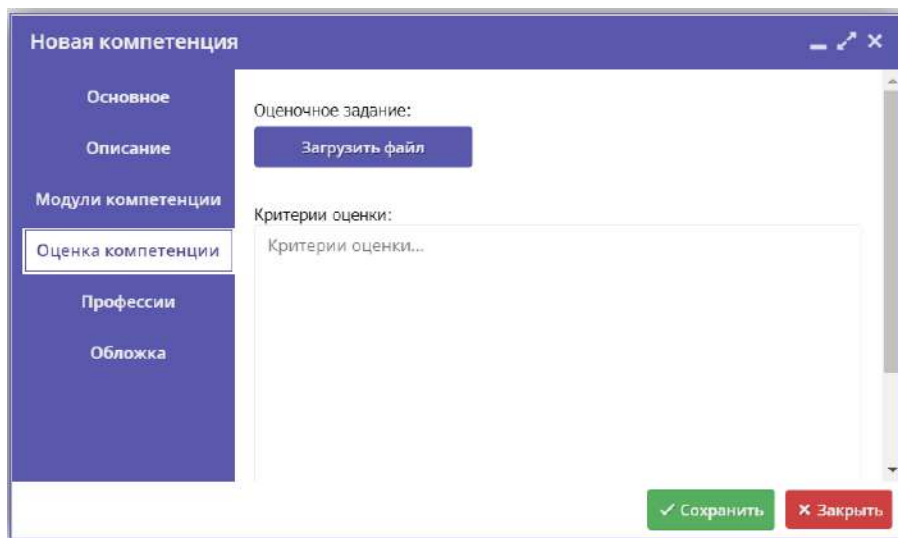 Новая компетенция
Основное
Описание
Модули компетенции
Оценка компетенции
Профессии
Обложка
Оценочное задание:
Загрузить файл
Критерии оценки:
Критерии оценки...
Сохранить
Закрыть